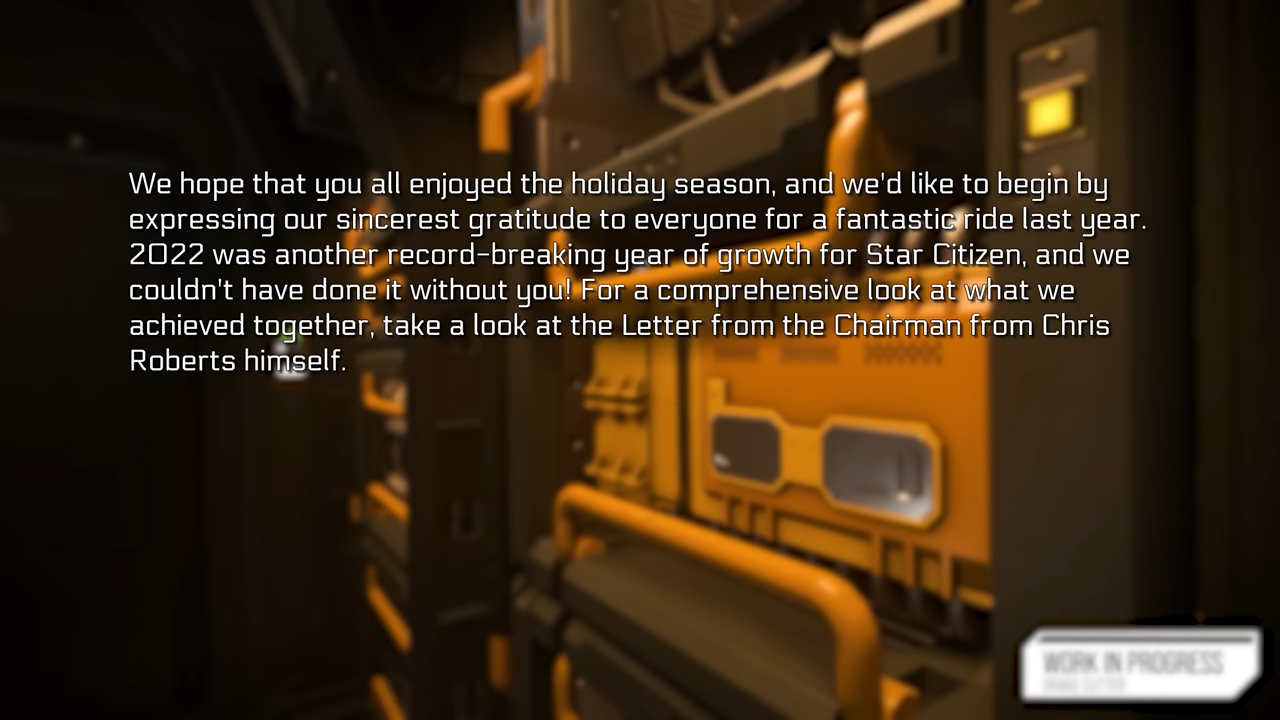 We hope that you all enjoyed the holiday season, and we'd like to begin by
expressing our sincerest gratitude to everyone for a fantastic ride last year.
2022 was another record-breaking year of growth for Star Citizen, and we
couldn't have done it without you! For a comprehensive look at what we
achieved together, take a look at the Letter from the Chairman from Chris
Roberts himself.
WORK IN PROGRESS